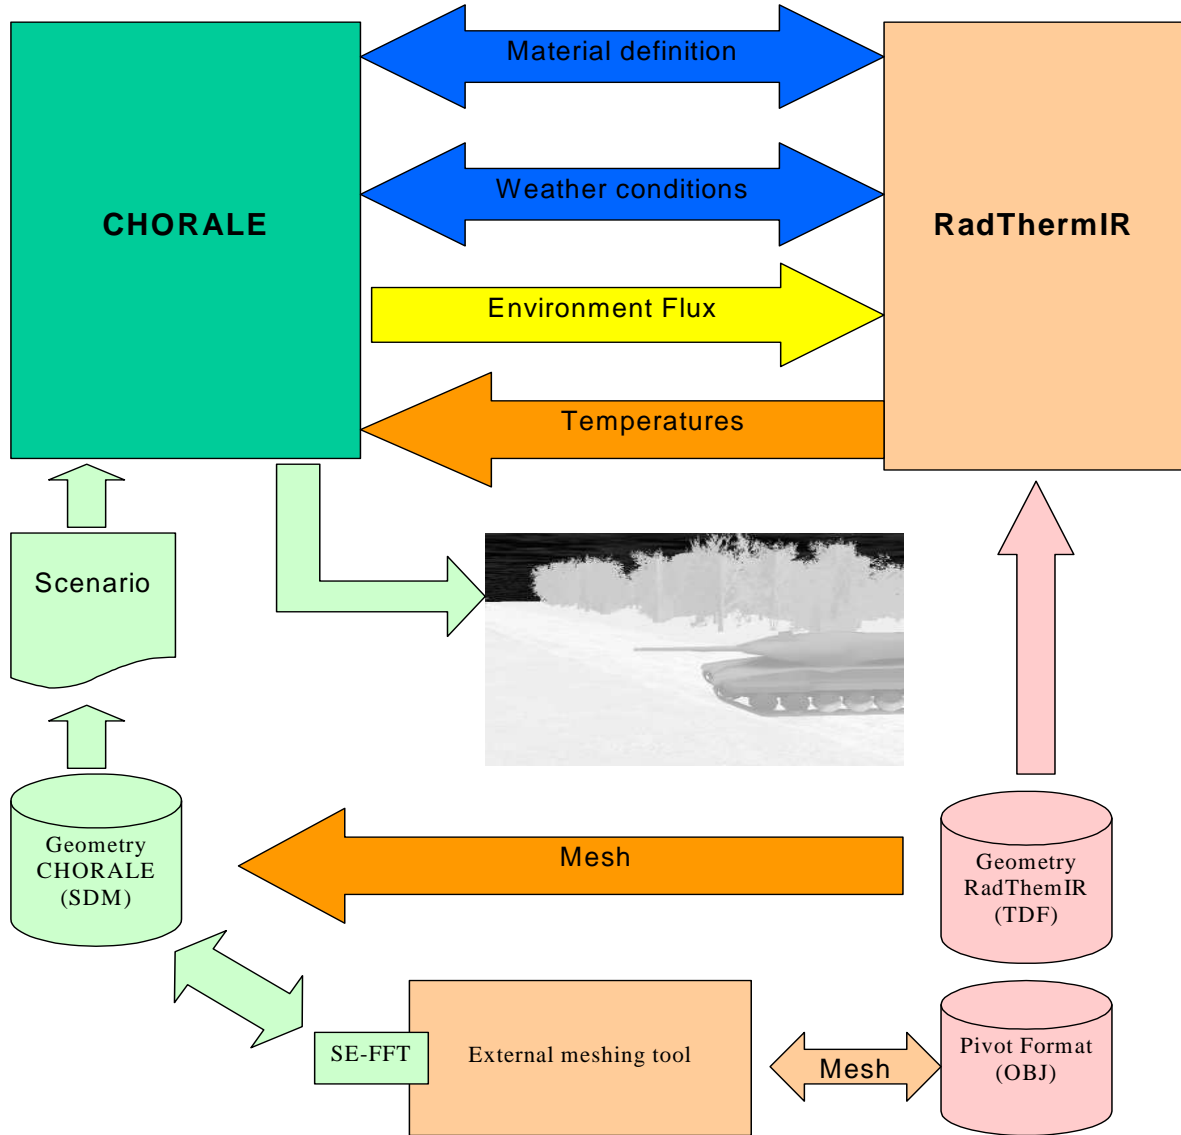 Material definition
Weather conditions
CHORALE
RadThermIR
Environment Flux
Temperatures
Scenario
Geometry
CHORALE
(SDM)
Mesh
Geometry
RadThemIR
(TDF)
SE-FFT
External meshing tool
Mesh
Pivot Format
(OBJ)